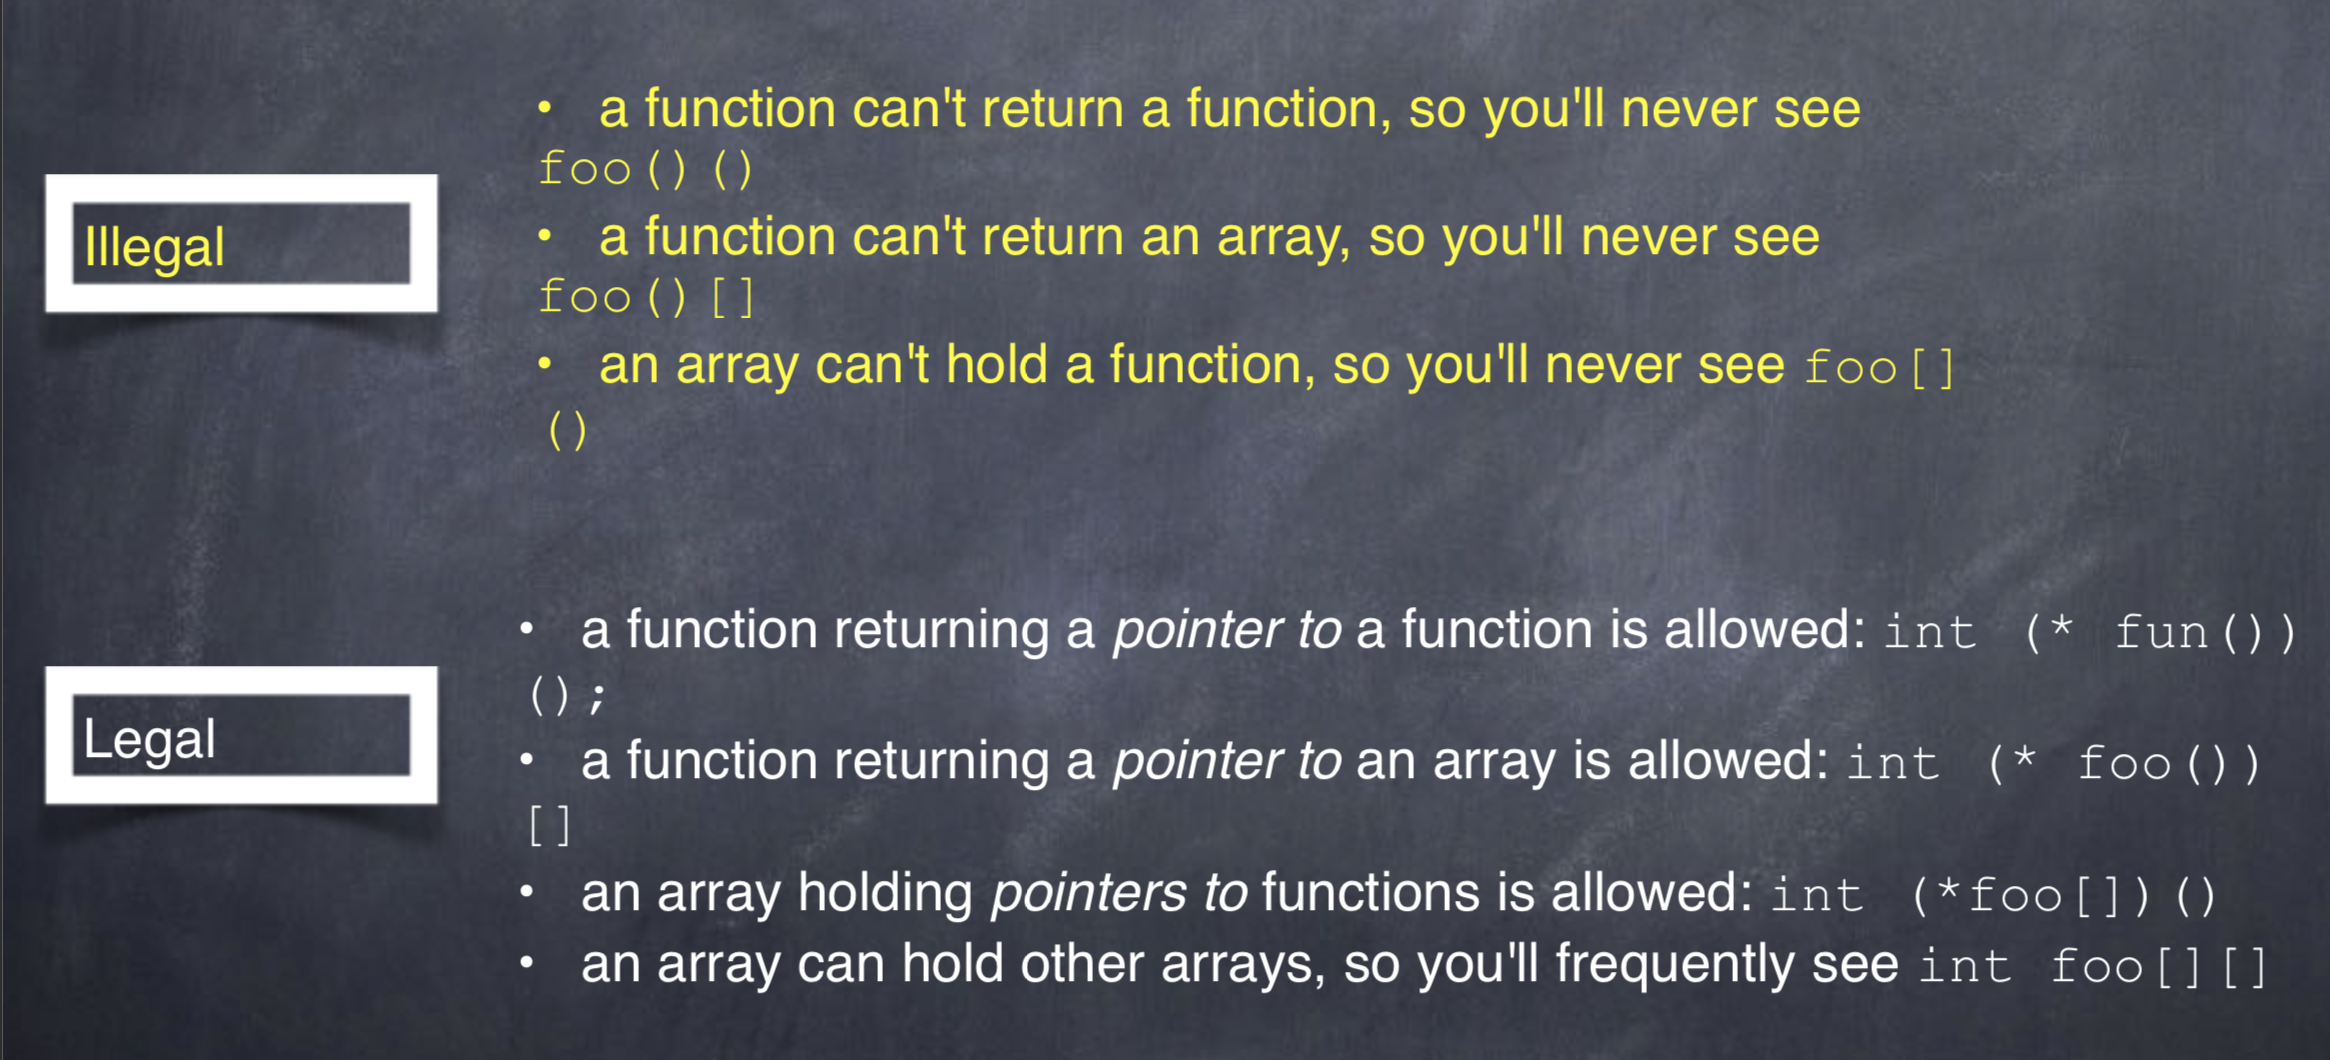 Illegal
• a function can't return a function, so you'll never see
foo()()
• a function can't return an array, so you'll never see
foo()[]
• an array can't hold a function, so you'll never see foo[]
()
Legal
• a function returning a pointer to a function is allowed: int (* fun())
();
• a function returning a pointer to an array is allowed: int (* foo())
[]
• an array holding pointers to functions is allowed: int (*foo[])()
• an array can hold other arrays, so you'll frequently see int foo[][]